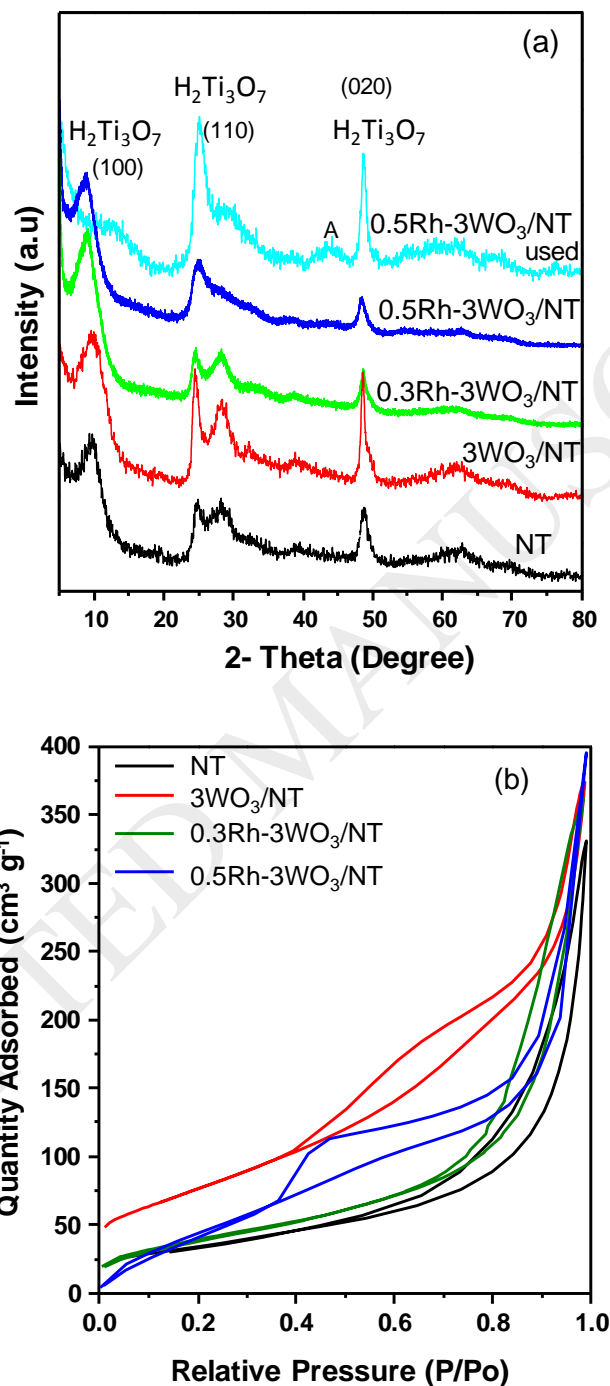 (a)
H₂Ti₃O₇
(020)
H₂Ti₃O₇
(110)
H₂Ti₃O₇
(100)
A
0.5Rh-3WO₃/NT
used
0.5Rh-3WO₃/NT
0.3Rh-3WO₃/NT
3WO₃/NT
NT
Intensity (a.u)
10 20 30 40 50 60 70 80
2- Theta (Degree)
TED MANUSC
400
350
300
250
200
150
100
50
0
Quantity Adsorbed (cm³ g⁻¹)
NT
3WO₃/NT
0.3Rh-3WO₃/NT
0.5Rh-3WO₃/NT
(b)
0.0 0.2 0.4 0.6 0.8 1.0
Relative Pressure (P/Po)